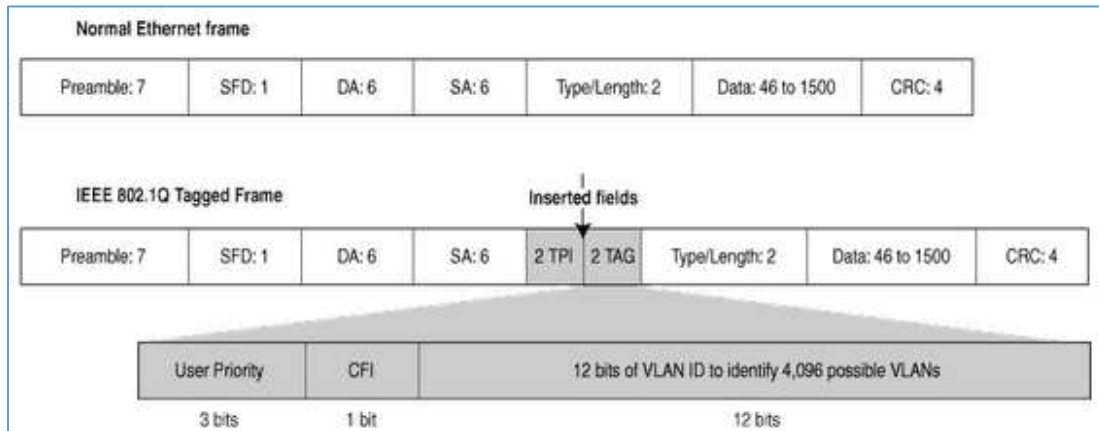 Normal Ethernet frame
Preamble: 7 SFD: 1 DA: 6 SA: 6 Type/Length: 2 Data: 46 to 1500 CRC: 4
IEEE 802.1Q Tagged Frame Inserted fields
Preamble: 7 SFD: 1 DA: 6 SA: 6 2 TPI 2 TAG Type/Length: 2 Data: 46 to 1500 CRC: 4
User Priority CFI 12 bits of VLAN ID to identify 4,096 possible VLANs
3 bits 1 bit 12 bits